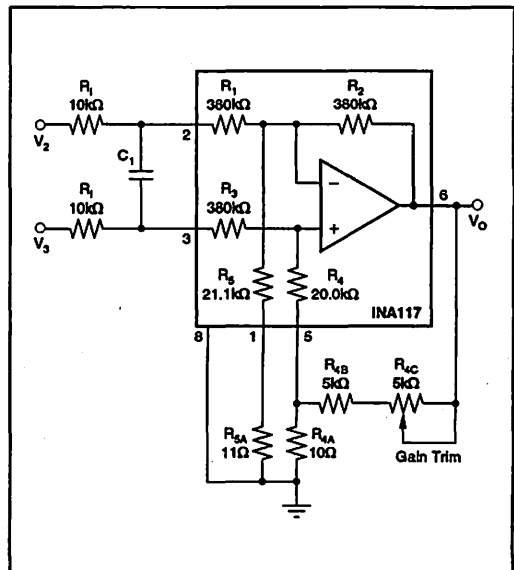 R₁
10kΩ
R₁
380kΩ
R₂
380kΩ
V₂
2
C₁
6
V₀
R₁
10kΩ
R₃
380kΩ
V₃
3
−
+
R₅
21.1kΩ
R₄
20.0kΩ
INA117
8
1
5
R₄B
5kΩ
R₄C
5kΩ
R₅A
11Ω
R₄A
10Ω
Gain Trim